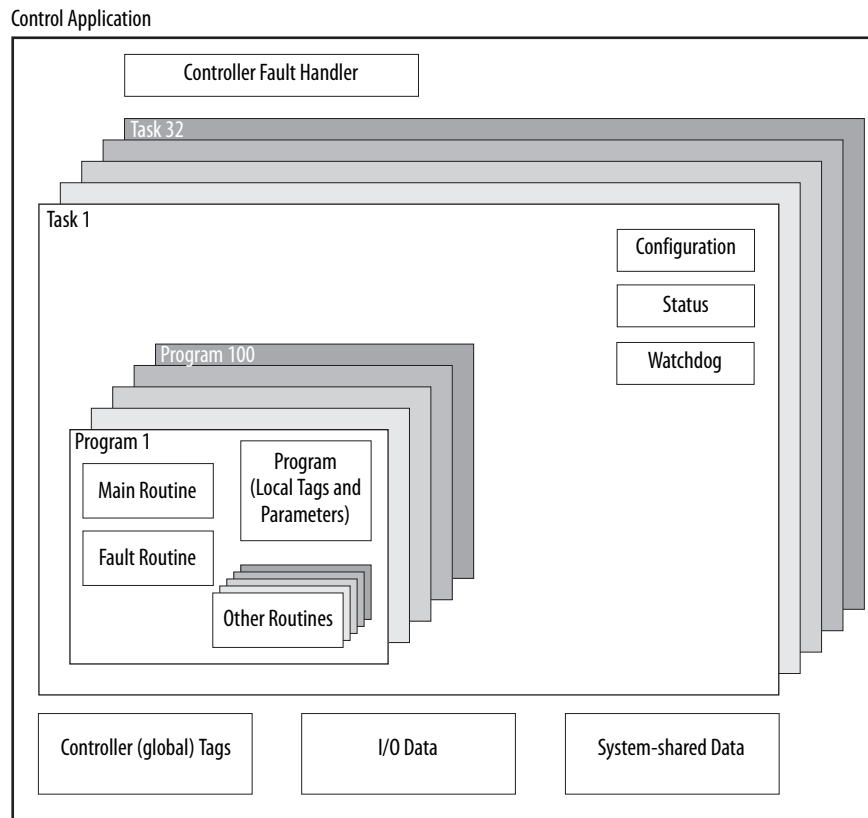 Control Application
Controller Fault Handler
Task 32
Task 1
Configuration
Status
Watchdog
Program 100
Program 1
Main Routine
Program
(Local Tags and
Parameters)
Fault Routine
Other Routines
Controller (global) Tags
I/O Data
System-shared Data